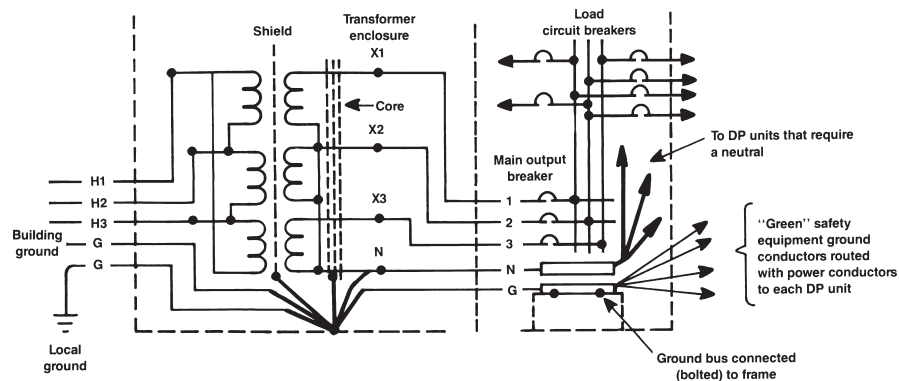 Load
circuit breakers
Transformer
enclosure
Shield
X1
Core
X2
To DP units that require
a neutral
Main output
breaker
H1
H2
H3
Building
ground
G
G
X3
N
1
2
3
N
G
"Green" safety
equipment ground
conductors routed
with power conductors
to each DP unit
Local
ground
Ground bus connected
(bolted) to frame